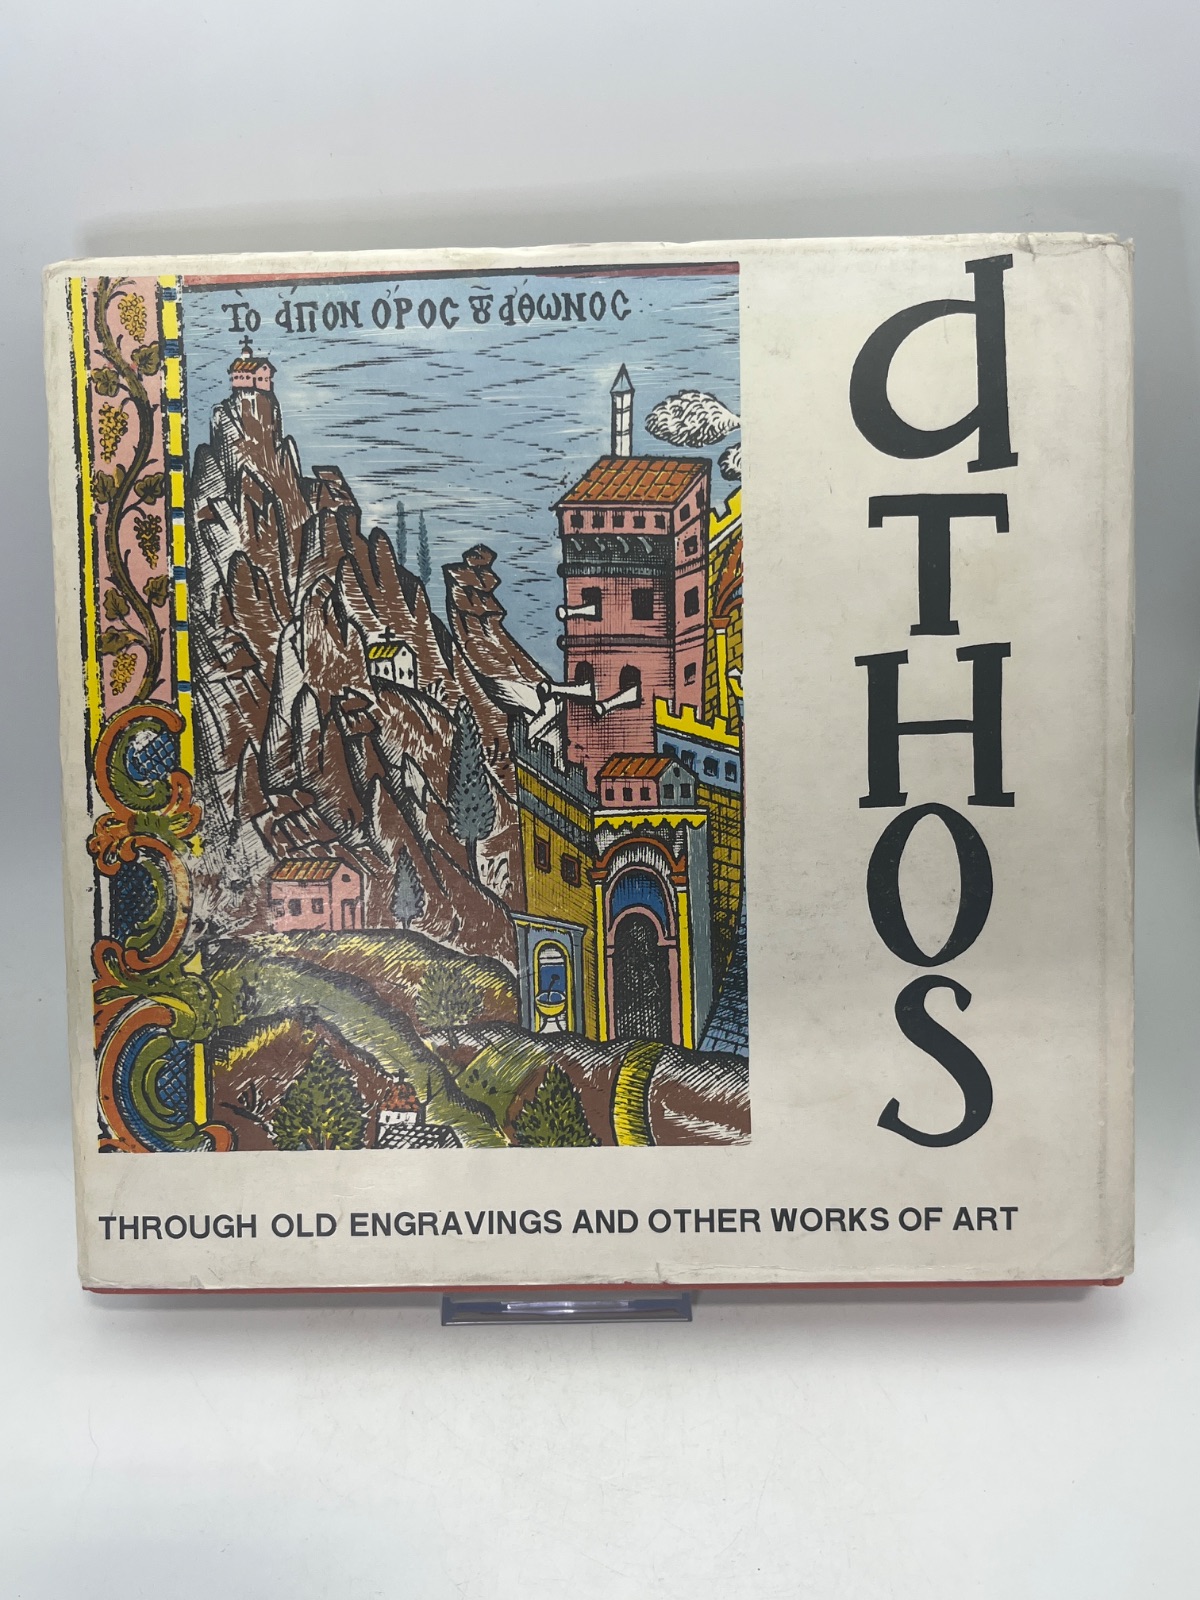 Τὸ ἅγιον ὄρος τοῦ ἄθωνος
aTHOS
THROUGH OLD ENGRAVINGS AND OTHER WORKS OF ART